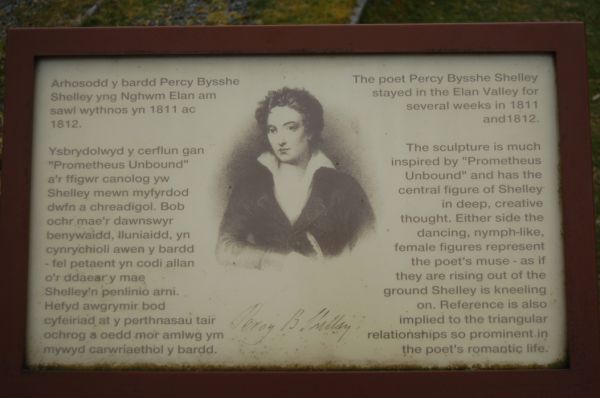 Arhosodd y bardd Percy Bysshe
Shelley yng Nghwm Elan am
sawl wythnos yn 1811 ac
1812.
Ysbrydolwyd y cerflun gan
"Prometheus Unbound"
a'r ffigwr canolog yw
Shelley mewn myfyrdod
dwfn a chreadigol. Bob
ochr mae'r dawnswyr
benywaidd, lluniaidd, yn
cynrychioli awen y bardd
- fel petaent yn codi allan
o'r ddaear y mae
Shelley'n penlinio arni.
Hefyd awgrymir bod
cyfeiriad at y perthnasau tair
ochrog a oedd mor amlwg ym
mywyd carwriaethol y bardd.
The poet Percy Bysshe Shelley
stayed in the Elan Valley for
several weeks in 1811
and1812.
The sculpture is much
inspired by "Prometheus
Unbound" and has the
central figure of Shelley
in deep, creative
thought. Either side the
dancing, nymph-like,
female figures represent
the poet's muse - as if
they are rising out of the
ground Shelley is kneeling
on. Reference is also
implied to the triangular
relationships so prominent in
the poet's romantic life.
Percy B Shelley